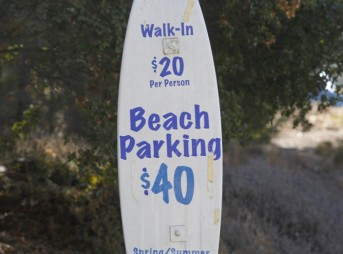 Walk-In
$20
Per Person
Beach
Parking
$40
Spring/Summer